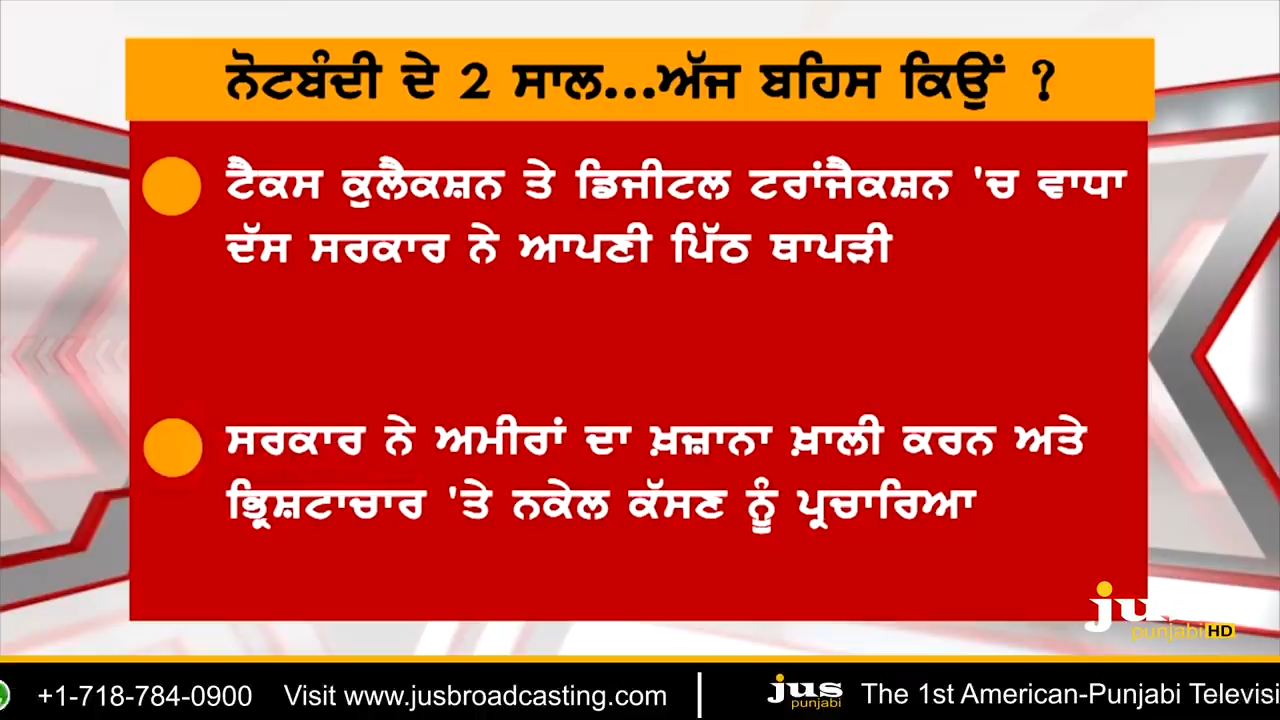 ਨੋਟਬੰਦੀ ਦੇ 2 ਸਾਲ...ਅੱਜ ਬਹਿਸ ਕਿਉਂ ?
ਟੈਕਸ ਕੁਲੈਕਸ਼ਨ ਤੇ ਡਿਜੀਟਲ ਟਰਾਂਜੈਕਸ਼ਨ 'ਚ ਵਾਧਾ
ਦੱਸ ਸਰਕਾਰ ਨੇ ਆਪਣੀ ਪਿੱਠ ਥਾਪੜੀ
ਸਰਕਾਰ ਨੇ ਅਮੀਰਾਂ ਦਾ ਖ਼ਜ਼ਾਨਾ ਖ਼ਾਲੀ ਕਰਨ ਅਤੇ
ਭ੍ਰਿਸ਼ਟਾਚਾਰ 'ਤੇ ਨਕੇਲ ਕੱਸਣ ਨੂੰ ਪ੍ਰਚਾਰਿਆ
ju
punjabi HD
+1-718-784-0900 Visit www.jusbroadcasting.com | jus punjabi The 1st American-Punjabi Televisi